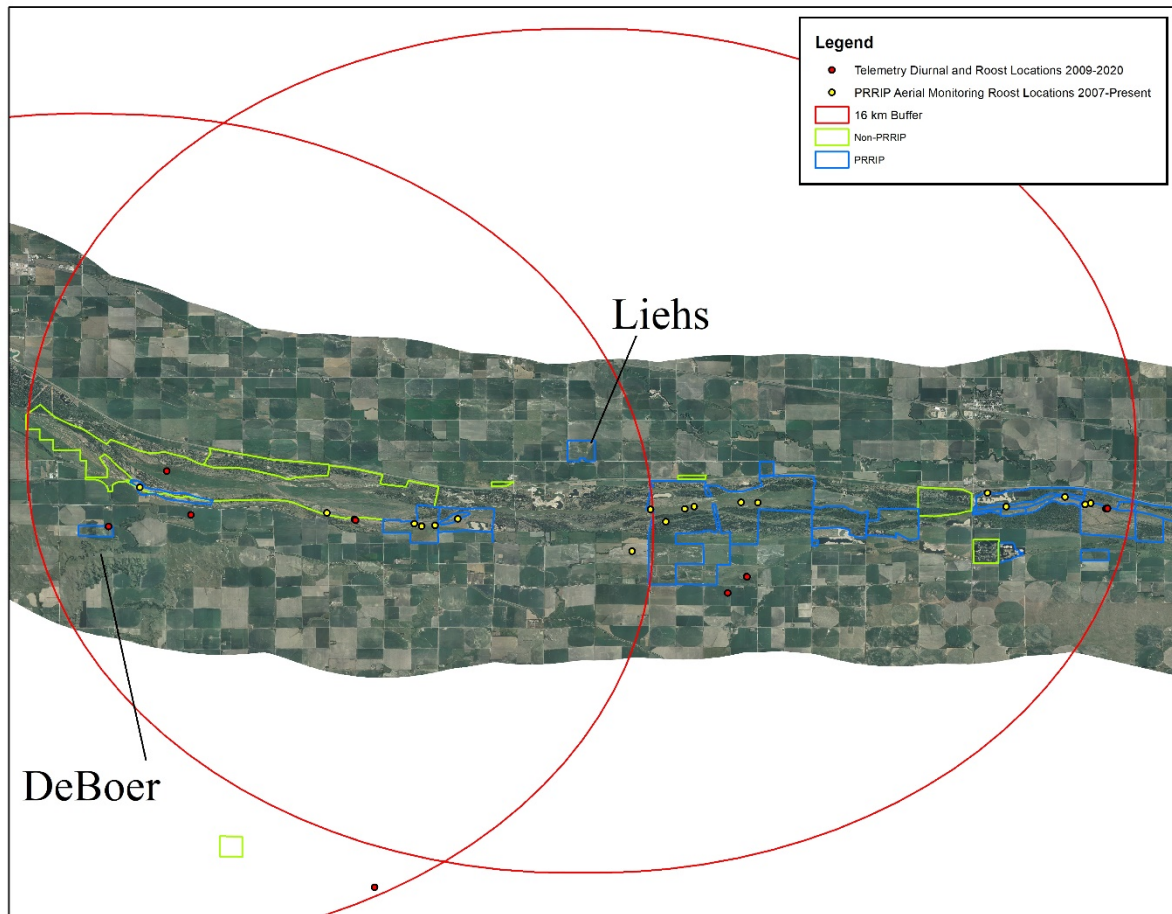 Legend
Telemetry Diurnal and Roost Locations 2009-2020
PRRIP Aerial Monitoring Roost Locations 2007-Present
16 km Buffer
Non-PRRIP
PRRIP
Liehs
DeBoer